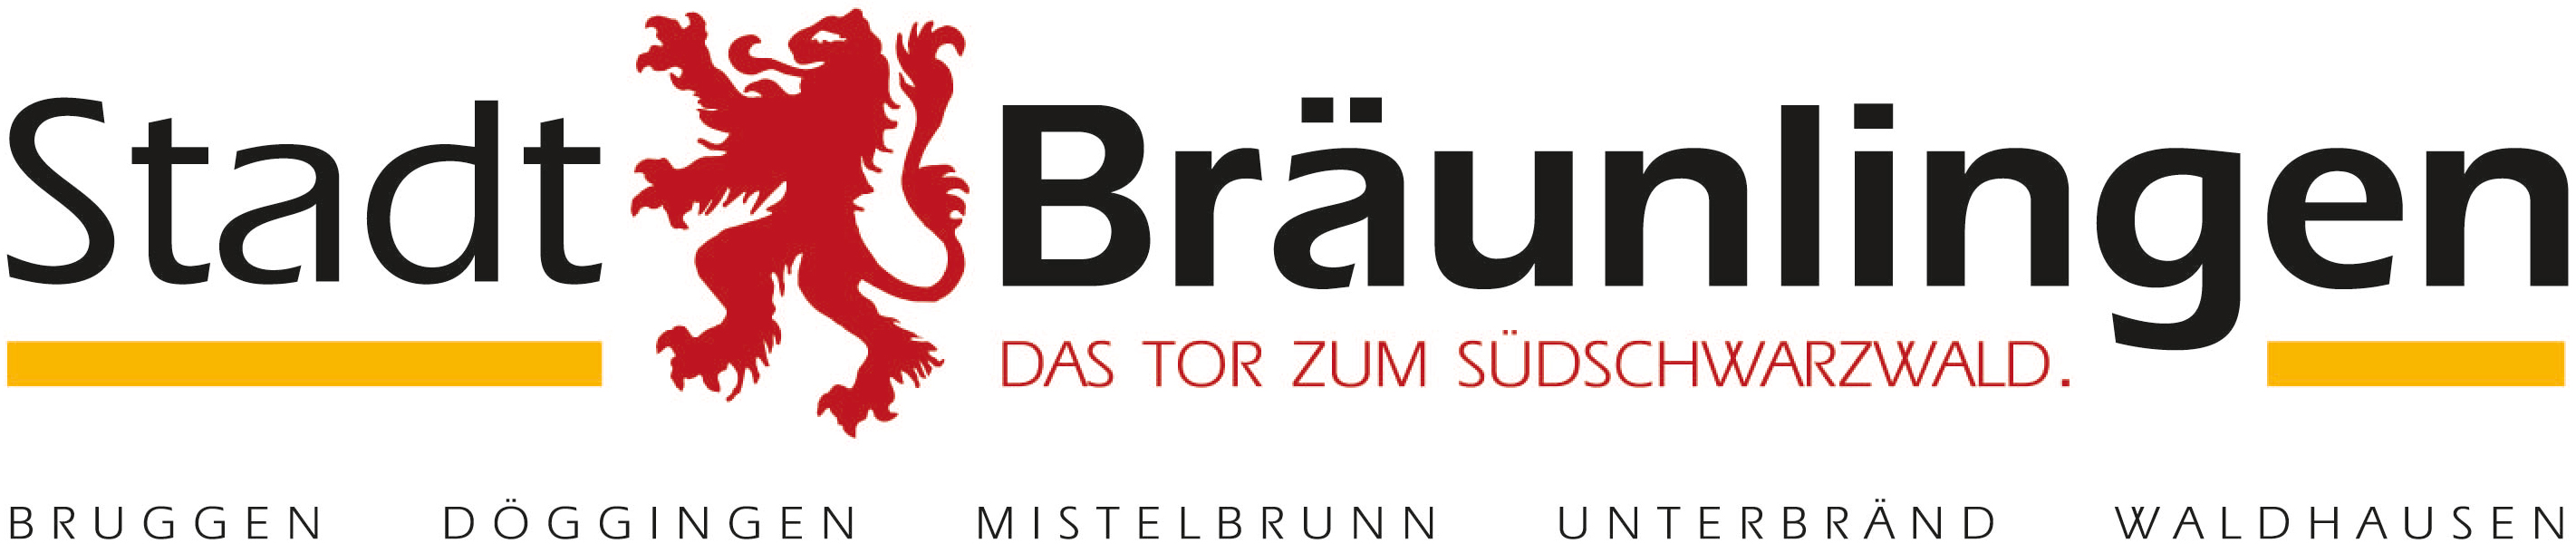 Stadt Bräunlingen
DAS TOR ZUM SÜDSCHWARZWALD.
BRUGGEN DÖGGINGEN MISTELBRUNN UNTERBRÄND WALDHAUSEN